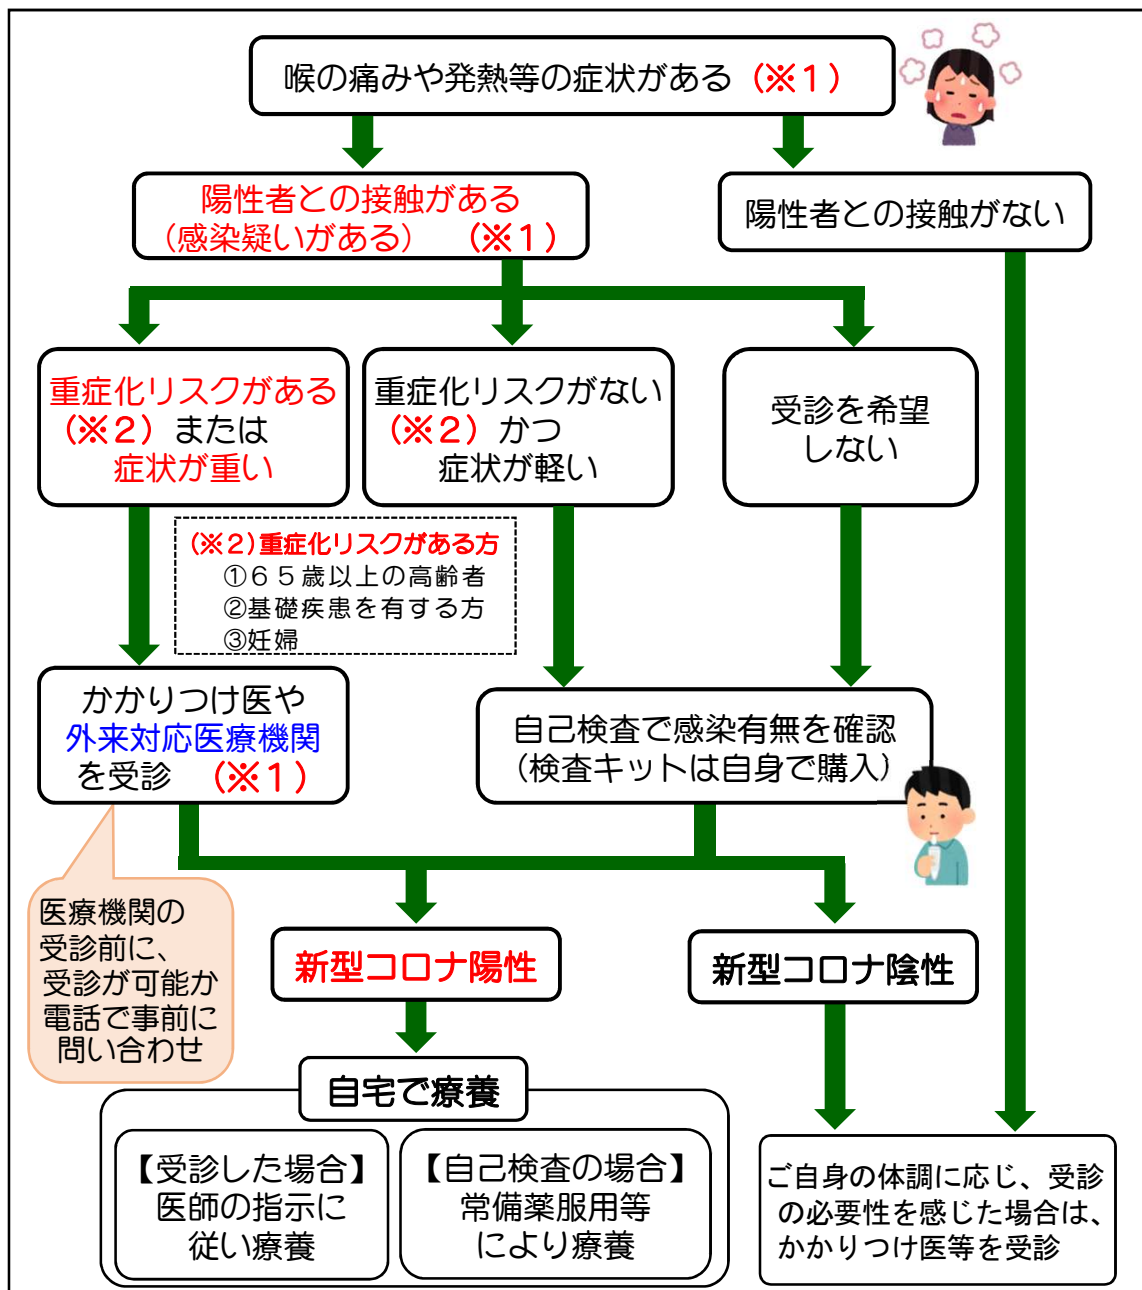 喉の痛みや発熱等の症状がある（※１）
陽性者との接触がある
（感染疑いがある）　（※１）
陽性者との接触がない
重症化リスクがある
（※２）または
症状が重い
重症化リスクがない
（※２）かつ
症状が軽い
受診を希望
しない
（※２）重症化リスクがある方
①６５歳以上の高齢者
②基礎疾患を有する方
③妊婦
かかりつけ医や
外来対応医療機関
を受診　（※１）
自己検査で感染有無を確認
（検査キットは自身で購入）
医療機関の
受診前に、
受診が可能か
電話で事前に
問い合わせ
新型コロナ陽性
新型コロナ陰性
自宅で療養
【受診した場合】
医師の指示に
従い療養
【自己検査の場合】
常備薬服用等
により療養
ご自身の体調に応じ、受診
の必要性を感じた場合は、
かかりつけ医等を受診